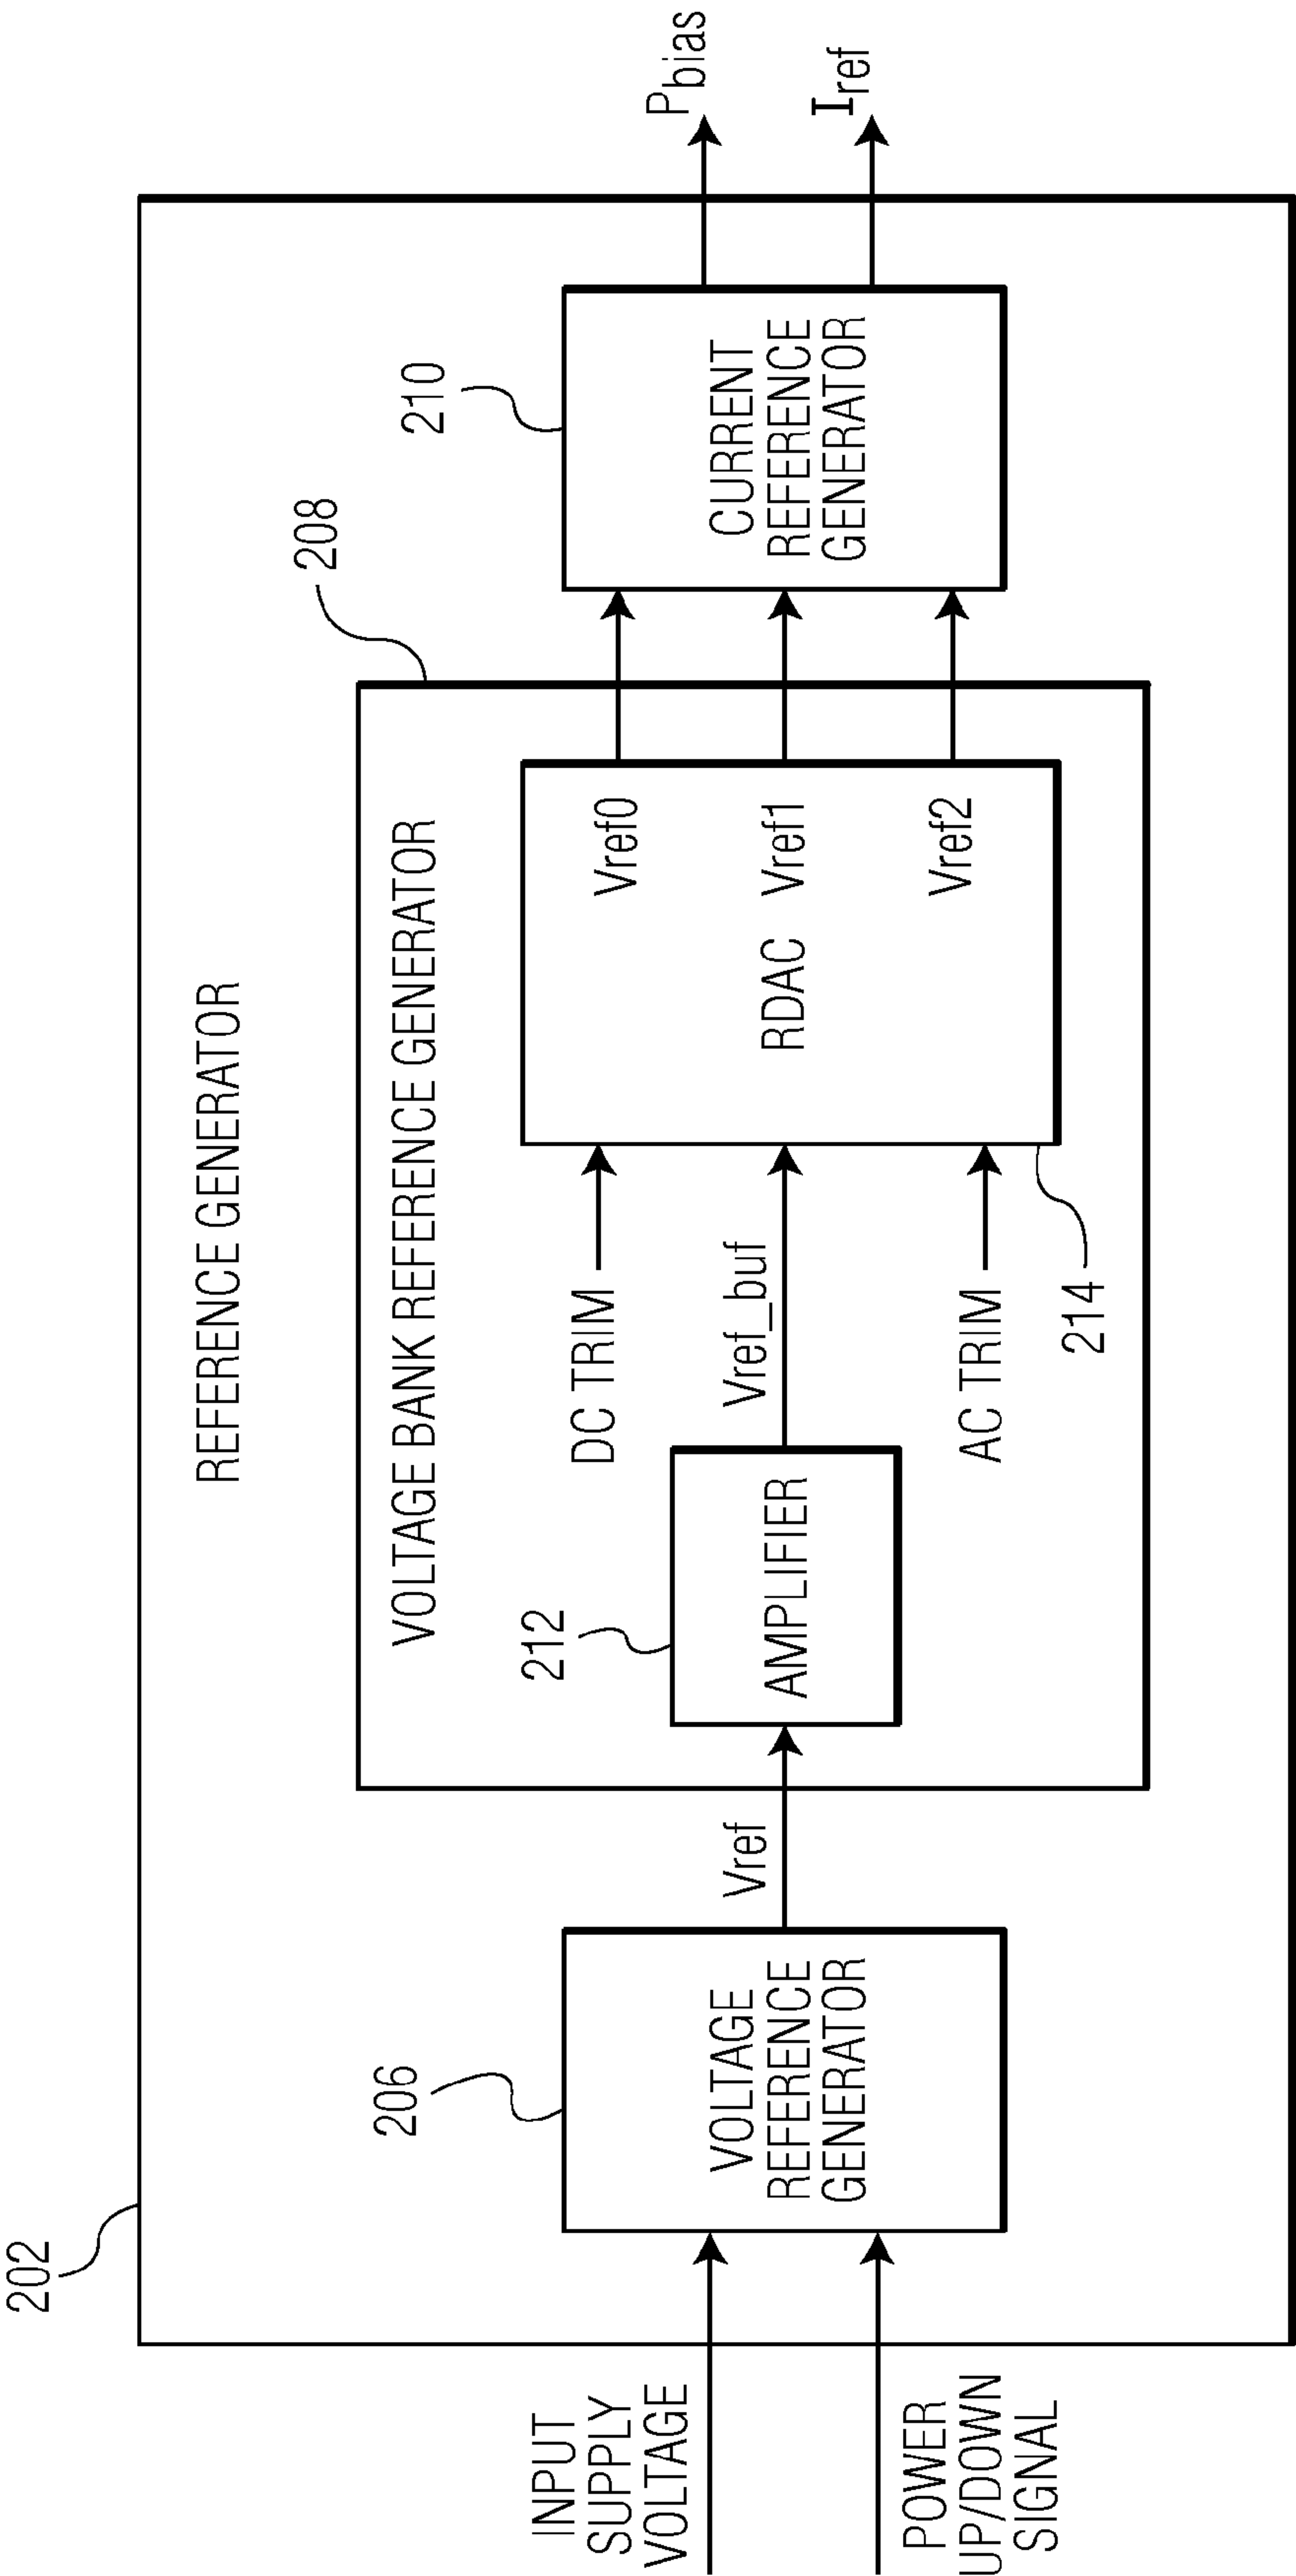 202
REFERENCE GENERATOR
208
VOLTAGE BANK REFERENCE GENERATOR
206
212
210
INPUT
SUPPLY
VOLTAGE
POWER
UP/DOWN
SIGNAL
VOLTAGE
REFERENCE
GENERATOR
Vref
AMPLIFIER
DC TRIM
Vref_buf
AC TRIM
214
RDAC
Vref0
Vref1
Vref2
CURRENT
REFERENCE
GENERATOR
Pbias
Iref